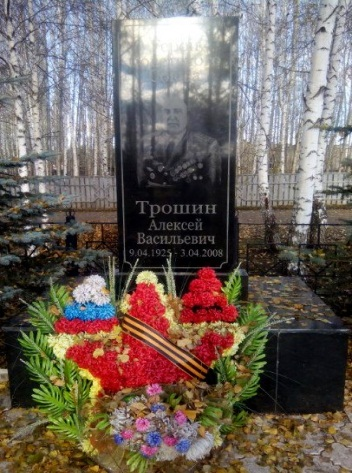 Трошин
Алексей
Васильевич
9.04.1925 - 3.04.2008